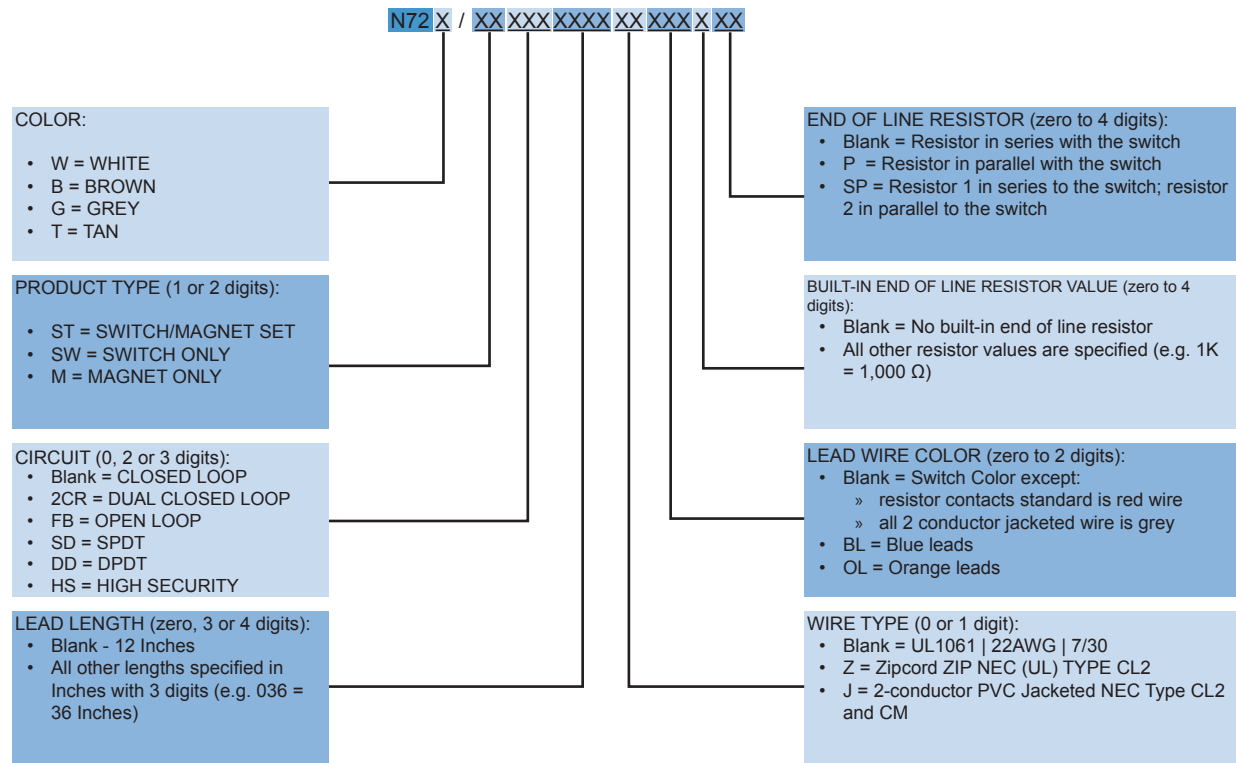 N72 X / XX XXX XXXX XX XXX X XX
COLOR:
• W = WHITE
• B = BROWN
• G = GREY
• T = TAN
PRODUCT TYPE (1 or 2 digits):
• ST = SWITCH/MAGNET SET
• SW = SWITCH ONLY
• M = MAGNET ONLY
CIRCUIT (0, 2 or 3 digits):
• Blank = CLOSED LOOP
• 2CR = DUAL CLOSED LOOP
• FB = OPEN LOOP
• SD = SPDT
• DD = DPDT
• HS = HIGH SECURITY
LEAD LENGTH (zero, 3 or 4 digits):
• Blank - 12 Inches
• All other lengths specified in
Inches with 3 digits (e.g. 036 =
36 Inches)
END OF LINE RESISTOR (zero to 4 digits):
• Blank = Resistor in series with the switch
• P = Resistor in parallel with the switch
• SP = Resistor 1 in series to the switch; resistor
2 in parallel to the switch
BUILT-IN END OF LINE RESISTOR VALUE (zero to 4
digits):
• Blank = No built-in end of line resistor
• All other resistor values are specified (e.g. 1K
= 1,000 Ω)
LEAD WIRE COLOR (zero to 2 digits):
• Blank = Switch Color except:
» resistor contacts standard is red wire
» all 2 conductor jacketed wire is grey
• BL = Blue leads
• OL = Orange leads
WIRE TYPE (0 or 1 digit):
• Blank = UL1061 | 22AWG | 7/30
• Z = Zipcord ZIP NEC (UL) TYPE CL2
• J = 2-conductor PVC Jacketed NEC Type CL2
and CM